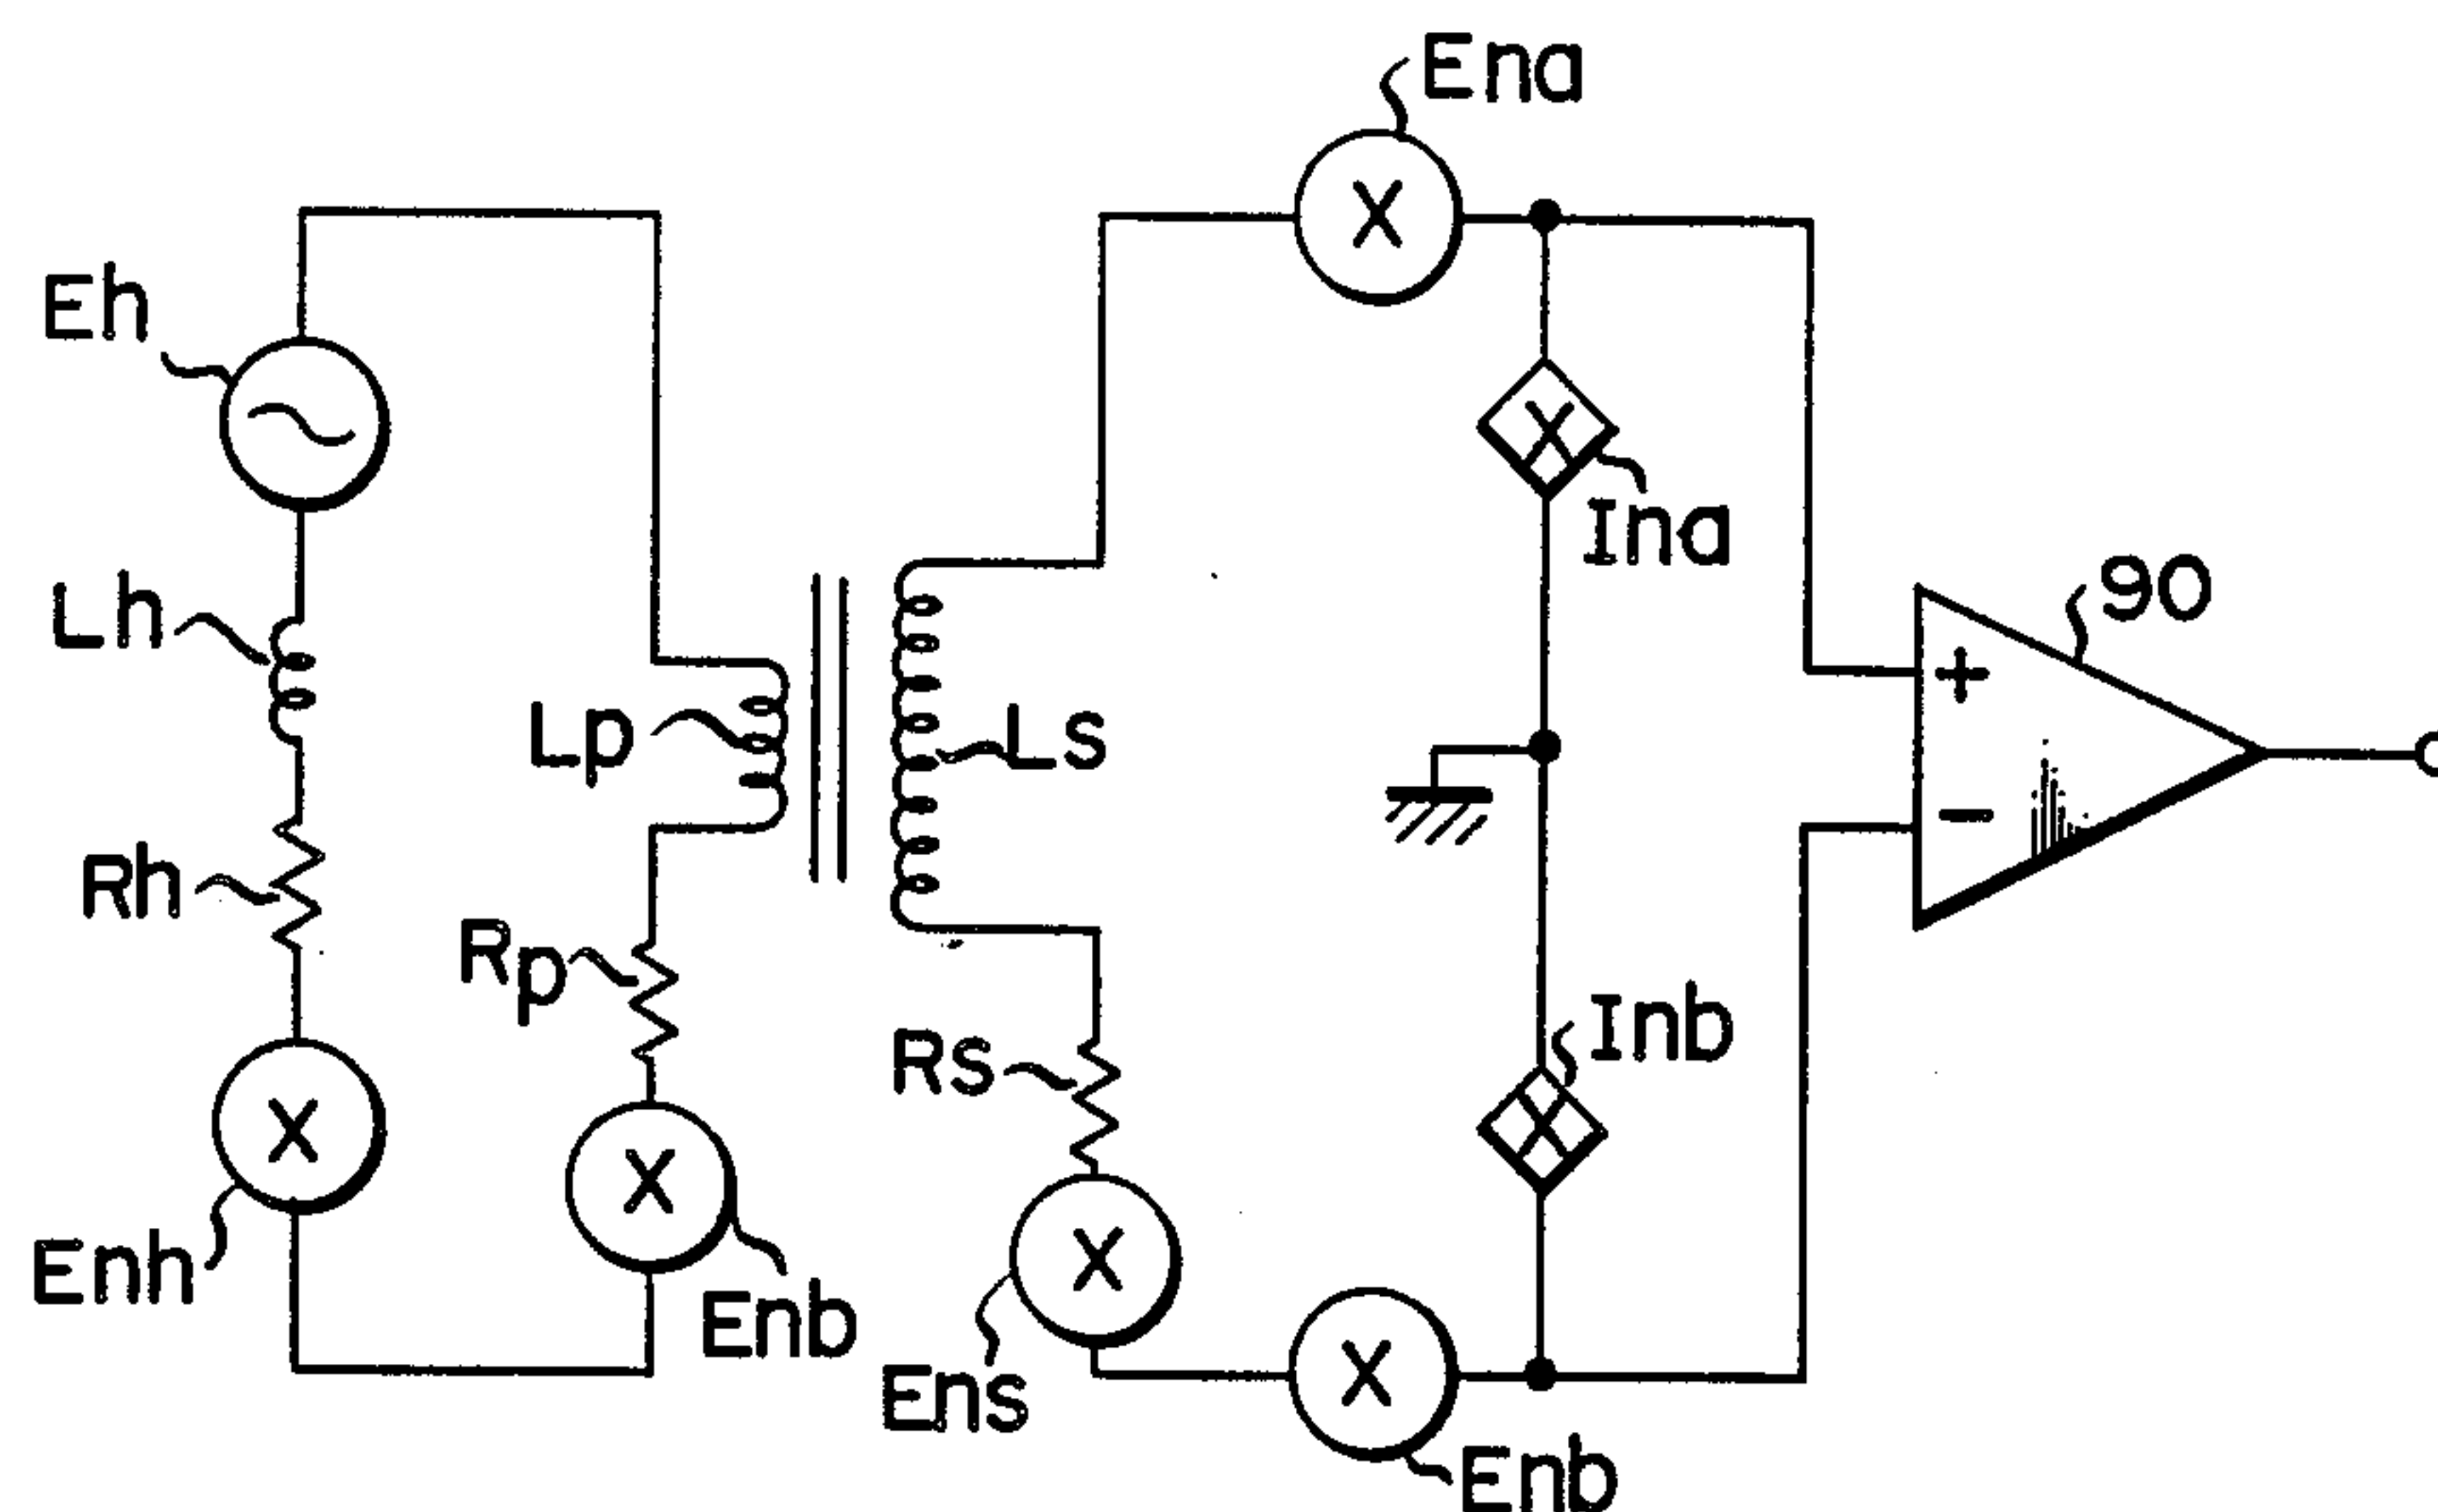 Ena
Eh
Ina
Lh
90
+
Lp
Ls
−
Rh
Rp
Inb
Rs
Enh
Enb
Ens
Enb